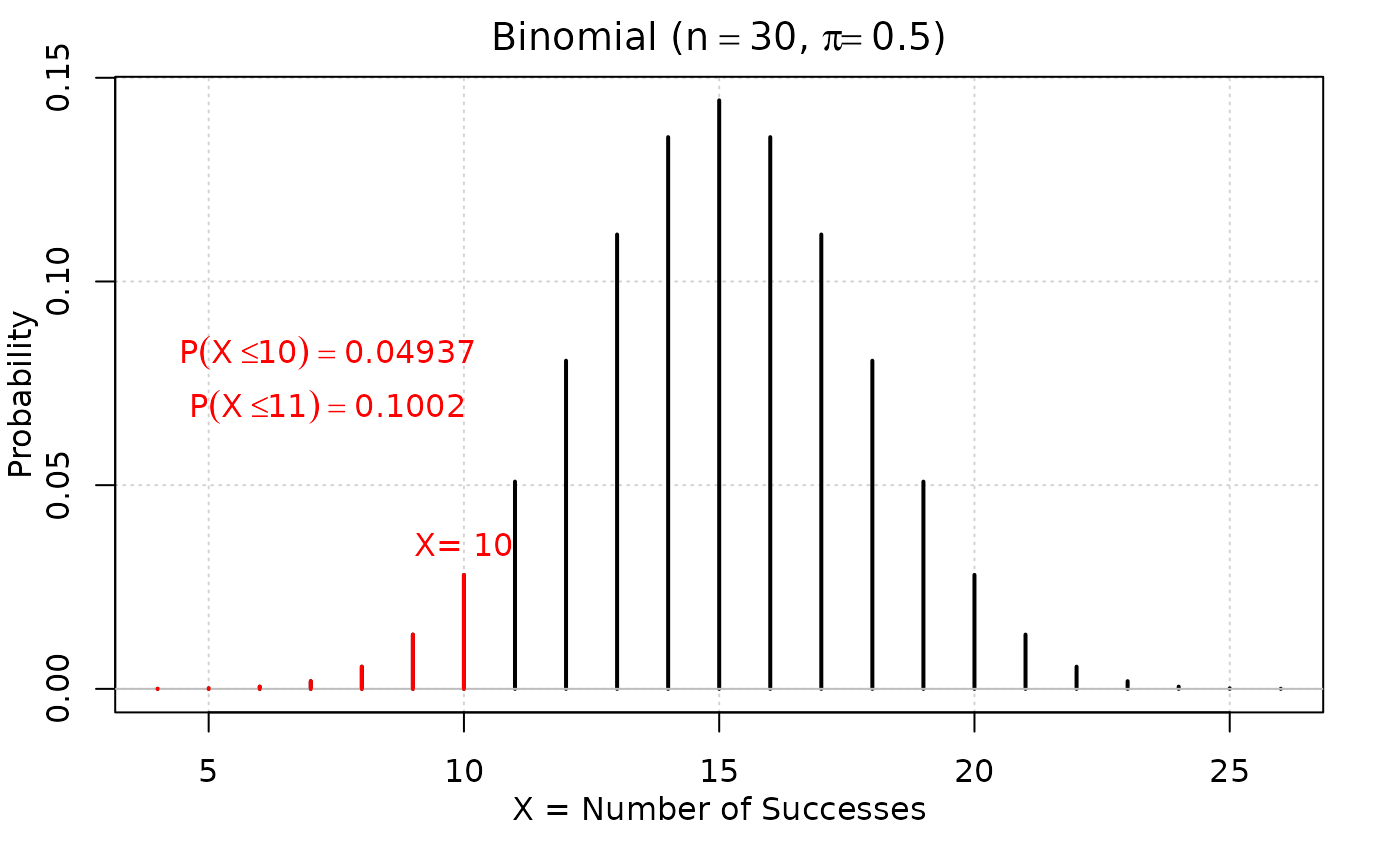 Binomial (n = 30, π= 0.5)
Probability
0.15
0.10
0.05
0.00
P(X ≤10) = 0.04937
P(X ≤11) = 0.1002
X= 10
5 10 15 20 25
X = Number of Successes